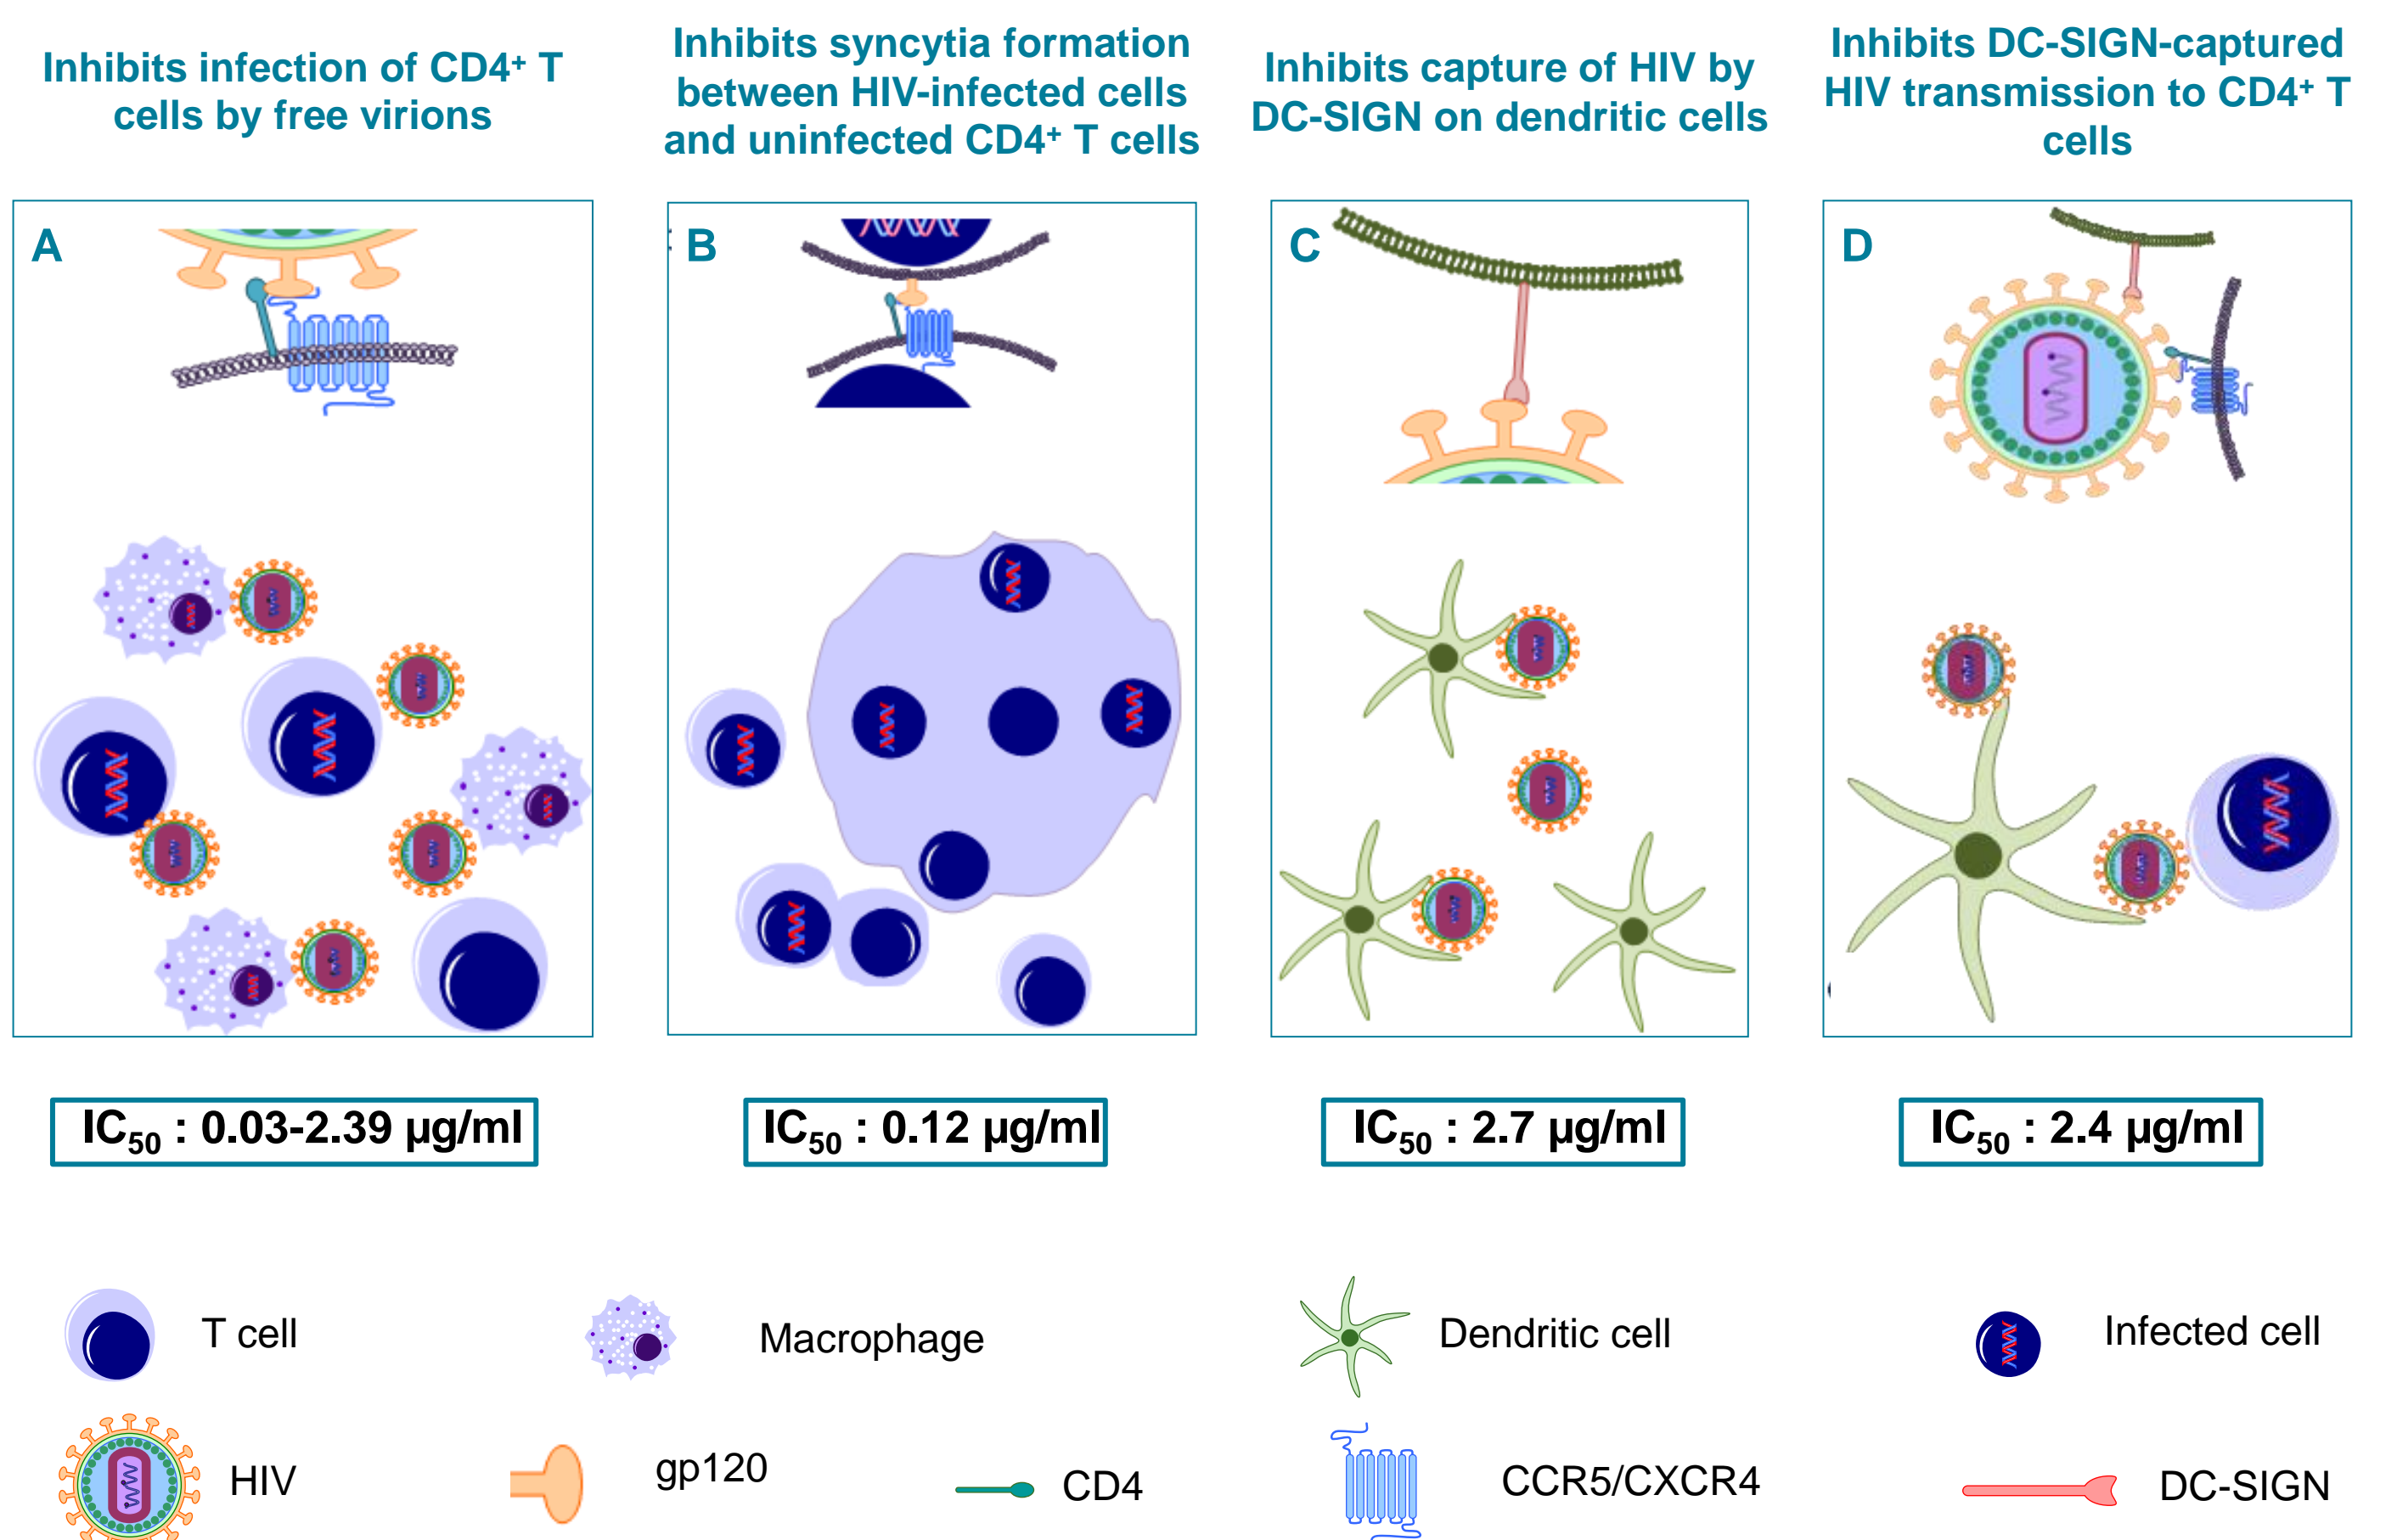 Inhibits infection of CD4⁺ T
cells by free virions
Inhibits syncytia formation
between HIV-infected cells
and uninfected CD4⁺ T cells
Inhibits capture of HIV by
DC-SIGN on dendritic cells
Inhibits DC-SIGN-captured
HIV transmission to CD4⁺ T
cells
A
B
C
D
IC₅₀ : 0.03-2.39 µg/ml
IC₅₀ : 0.12 µg/ml
IC₅₀ : 2.7 µg/ml
IC₅₀ : 2.4 µg/ml
T cell
Macrophage
Dendritic cell
Infected cell
HIV
gp120
CD4
CCR5/CXCR4
DC-SIGN